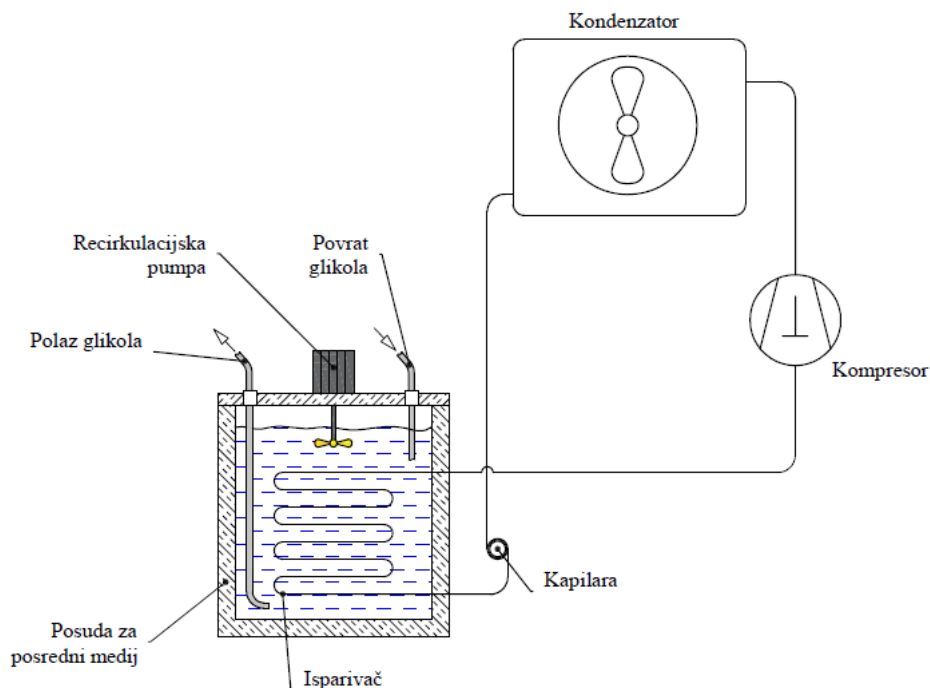 Kondenzator
Recirkulacijska
pumpa
Povrat
glikola
Polaz glikola
Kompresor
Kapilara
Posuda za
posredni medij
Isparivač